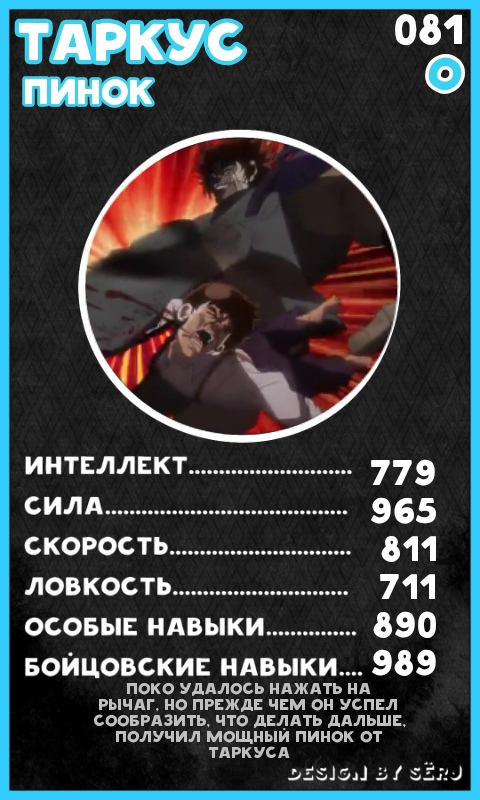 ТАРКУС
081
ПИНОК
О
ИНТЕЛЛЕКТ....................................... 779
СИЛА......................................................... 965
СКОРОСТЬ.......................................... 811
ЛОВКОСТЬ......................................... 711
ОСОБЫЕ НАВЫКИ..................... 890
БОЙЦОВСКИЕ НАВЫКИ.... 989
ПОКО УДАЛОСЬ НАЖАТЬ НА
РЫЧАГ, НО ПРЕЖДЕ ЧЕМ ОН УСПЕЛ
СООБРАЗИТЬ, ЧТО ДЕЛАТЬ ДАЛЬШЕ,
ПОЛУЧИЛ МОЩНЫЙ ПИНОК ОТ
ТАРКУСА
DESIGN BY SËRJ